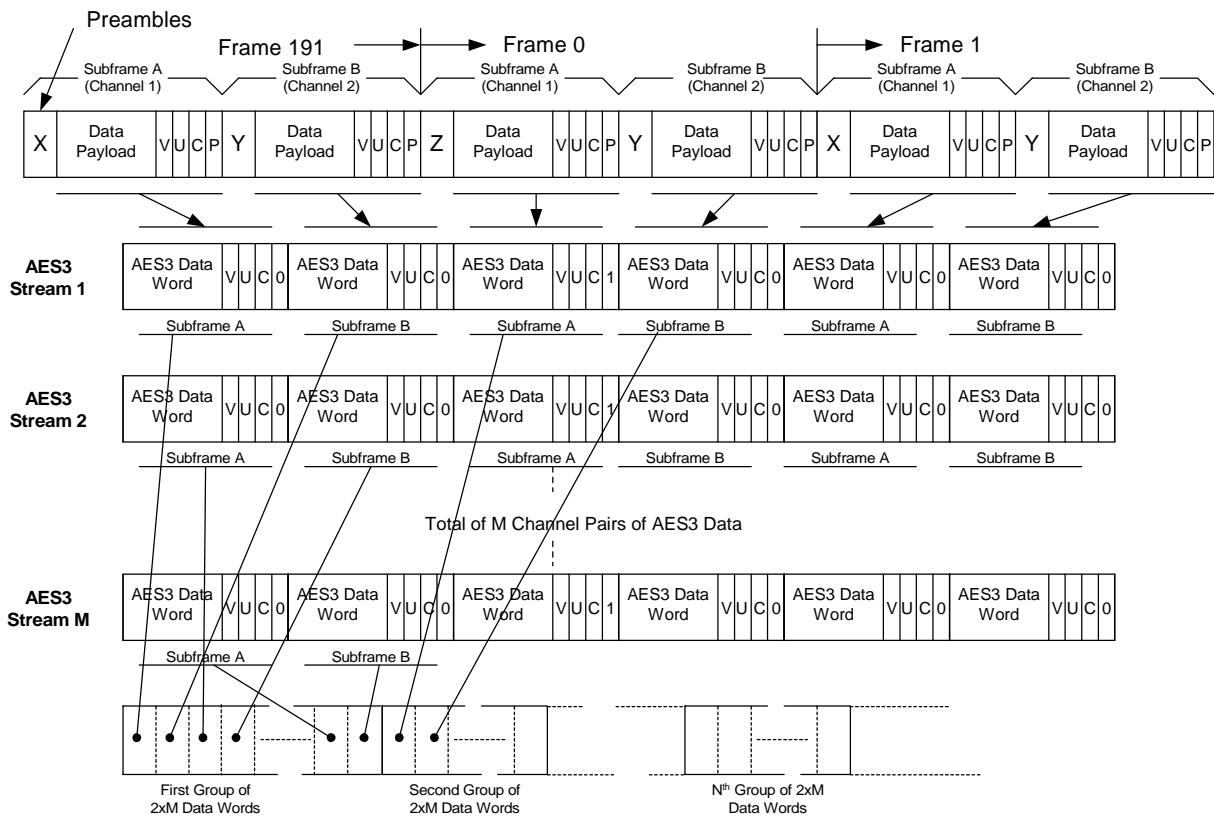 Preambles
Frame 191 Frame 0 Frame 1
Subframe A (Channel 1) Subframe B (Channel 2) Subframe A (Channel 1) Subframe B (Channel 2) Subframe A (Channel 1) Subframe B (Channel 2)
X Data Payload V U C P Y Data Payload V U C P Z Data Payload V U C P Y Data Payload V U C P X Data Payload V U C P Y Data Payload V U C P
AES3 Stream 1
AES3 Data Word V U C 0 AES3 Data Word V U C 0 AES3 Data Word V U C 1 AES3 Data Word V U C 0 AES3 Data Word V U C 0 AES3 Data Word V U C 0
Subframe A Subframe B Subframe A Subframe B Subframe A Subframe B
AES3 Stream 2
AES3 Data Word V U C 0 AES3 Data Word V U C 0 AES3 Data Word V U C 1 AES3 Data Word V U C 0 AES3 Data Word V U C 0 AES3 Data Word V U C 0
Subframe A Subframe B Subframe A Subframe B Subframe A Subframe B
Total of M Channel Pairs of AES3 Data
AES3 Stream M
AES3 Data Word V U C 0 AES3 Data Word V U C 0 AES3 Data Word V U C 1 AES3 Data Word V U C 0 AES3 Data Word V U C 0 AES3 Data Word V U C 0
Subframe A Subframe B
First Group of 2xM Data Words
Second Group of 2xM Data Words
Nth Group of 2xM Data Words